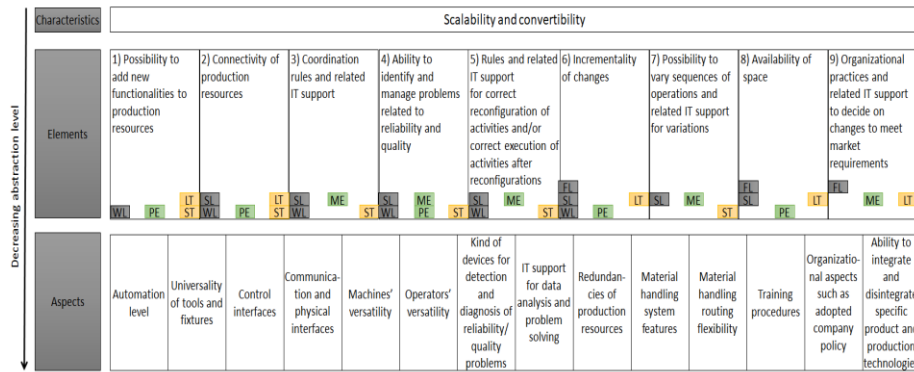 Characteristics
Scalability and convertibility
Decreasing abstraction level
Elements
1) Possibility to
add new
functionalities to
production
resources
2) Connectivity of
production
resources
3) Coordination
rules and related
IT support
4) Ability to
identify and
manage problems
related to
reliability and
quality
5) Rules and related
IT support
for correct
reconfiguration of
activities and/or
correct execution of
activities after
reconfigurations
6) Incrementality
of changes
7) Possibility to
vary sequences of
operations and
related IT support
for variations
8) Availability of
space
9) Organizational
practices and
related IT support
to decide on
changes to meet
market
requirements
WL PE LT ST
SL WL PE LT ST
SL WL ME ST
SL WL ME PE ST
SL WL ME ST
FL SL WL PE LT
SL ME ST
FL SL PE LT
FL ME LT
Aspects
Automation
level
Universality
of tools and
fixtures
Control
interfaces
Communica-
tion and
physical
interfaces
Machines'
versatility
Operators'
versatility
Kind of
devices for
detection
and
diagnosis of
reliability/
quality
problems
IT support
for data
analysis and
problem
solving
Redundan-
cies of
production
resources
Material
handling
system
features
Material
handling
routing
flexibility
Training
procedures
Organizatio-
nal aspects
such as
adopted
company
policy
Ability to
integrate
and
disintegrate
specific
product and
production
technologie